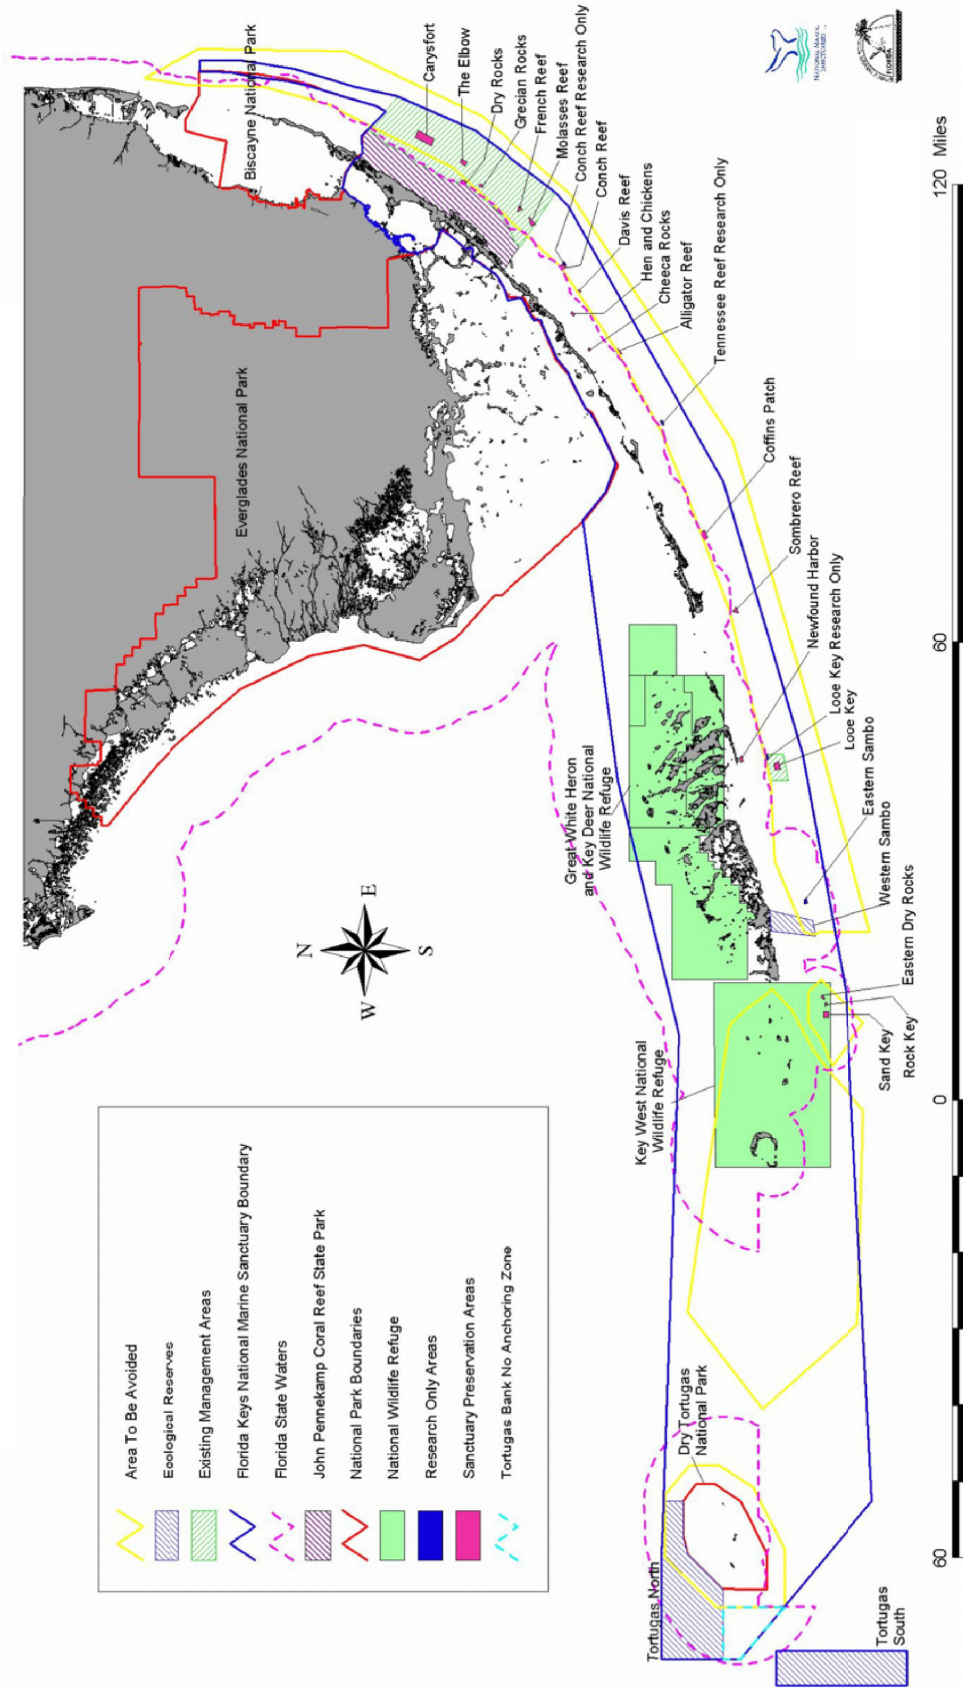 Area To Be Avoided
Ecological Reserves
Existing Management Areas
Florida Keys National Marine Sanctuary Boundary
Florida State Waters
John Pennekamp Coral Reef State Park
National Park Boundaries
National Wildlife Refuge
Research Only Areas
Sanctuary Preservation Areas
Tortugas Bank No Anchoring Zone
N
E
S
W
Everglades National Park
Biscayne National Park
Carysfort
The Elbow
Dry Rocks
Grecian Rocks
French Reef
Molasses Reef
Conch Reef Research Only
Conch Reef
Davis Reef
Hen and Chickens
Checa Rocks
Alligator Reef
Tennessee Reef Research Only
Coffins Patch
Sombrero Reef
Newfound Harbor
Looe Key Research Only
Looe Key
Eastern Sambo
Western Sambo
Eastern Dry Rocks
Rock Key
Sand Key
Great White Heron
and Key Deer National
Wildlife Refuge
Key West National
Wildlife Refuge
Dry Tortugas
National Park
Tortugas North
Tortugas
South
60
0
60
120 Miles
FLORIDA